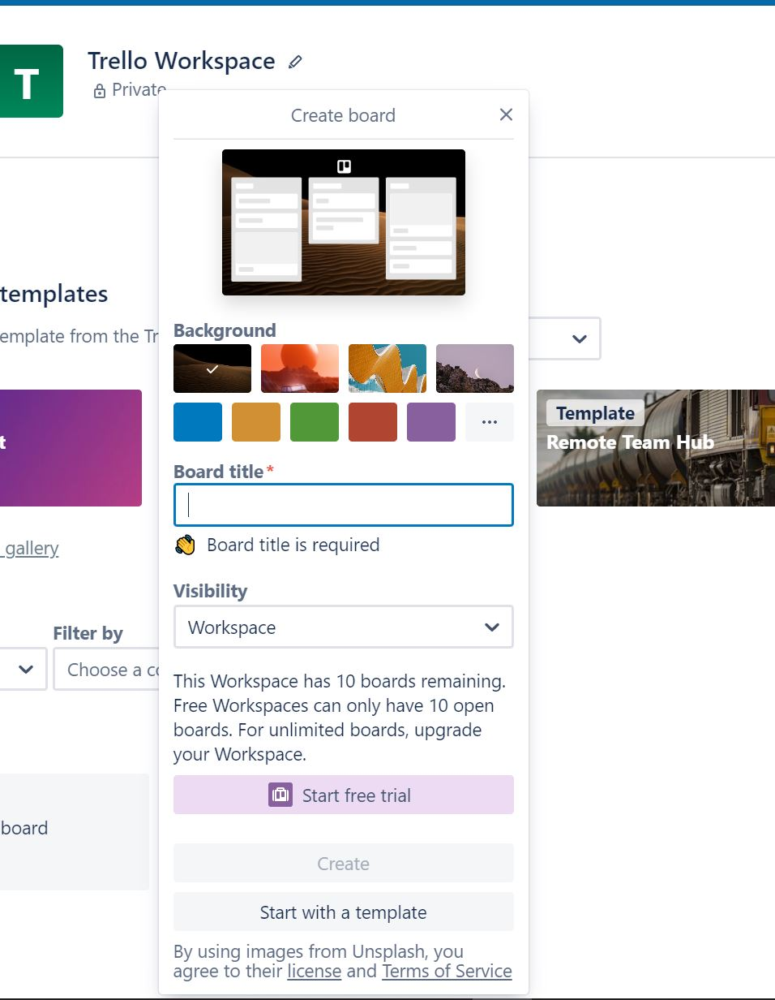 T
Trello Workspace
Private
Create board
templates
emplate from the Tr
Background
t
Template
Remote Team Hub
Board title*
Board title is required
gallery
Visibility
Workspace
Filter by
Choose a co
This Workspace has 10 boards remaining.
Free Workspaces can only have 10 open
boards. For unlimited boards, upgrade
your Workspace.
Start free trial
board
Create
Start with a template
By using images from Unsplash, you
agree to their license and Terms of Service